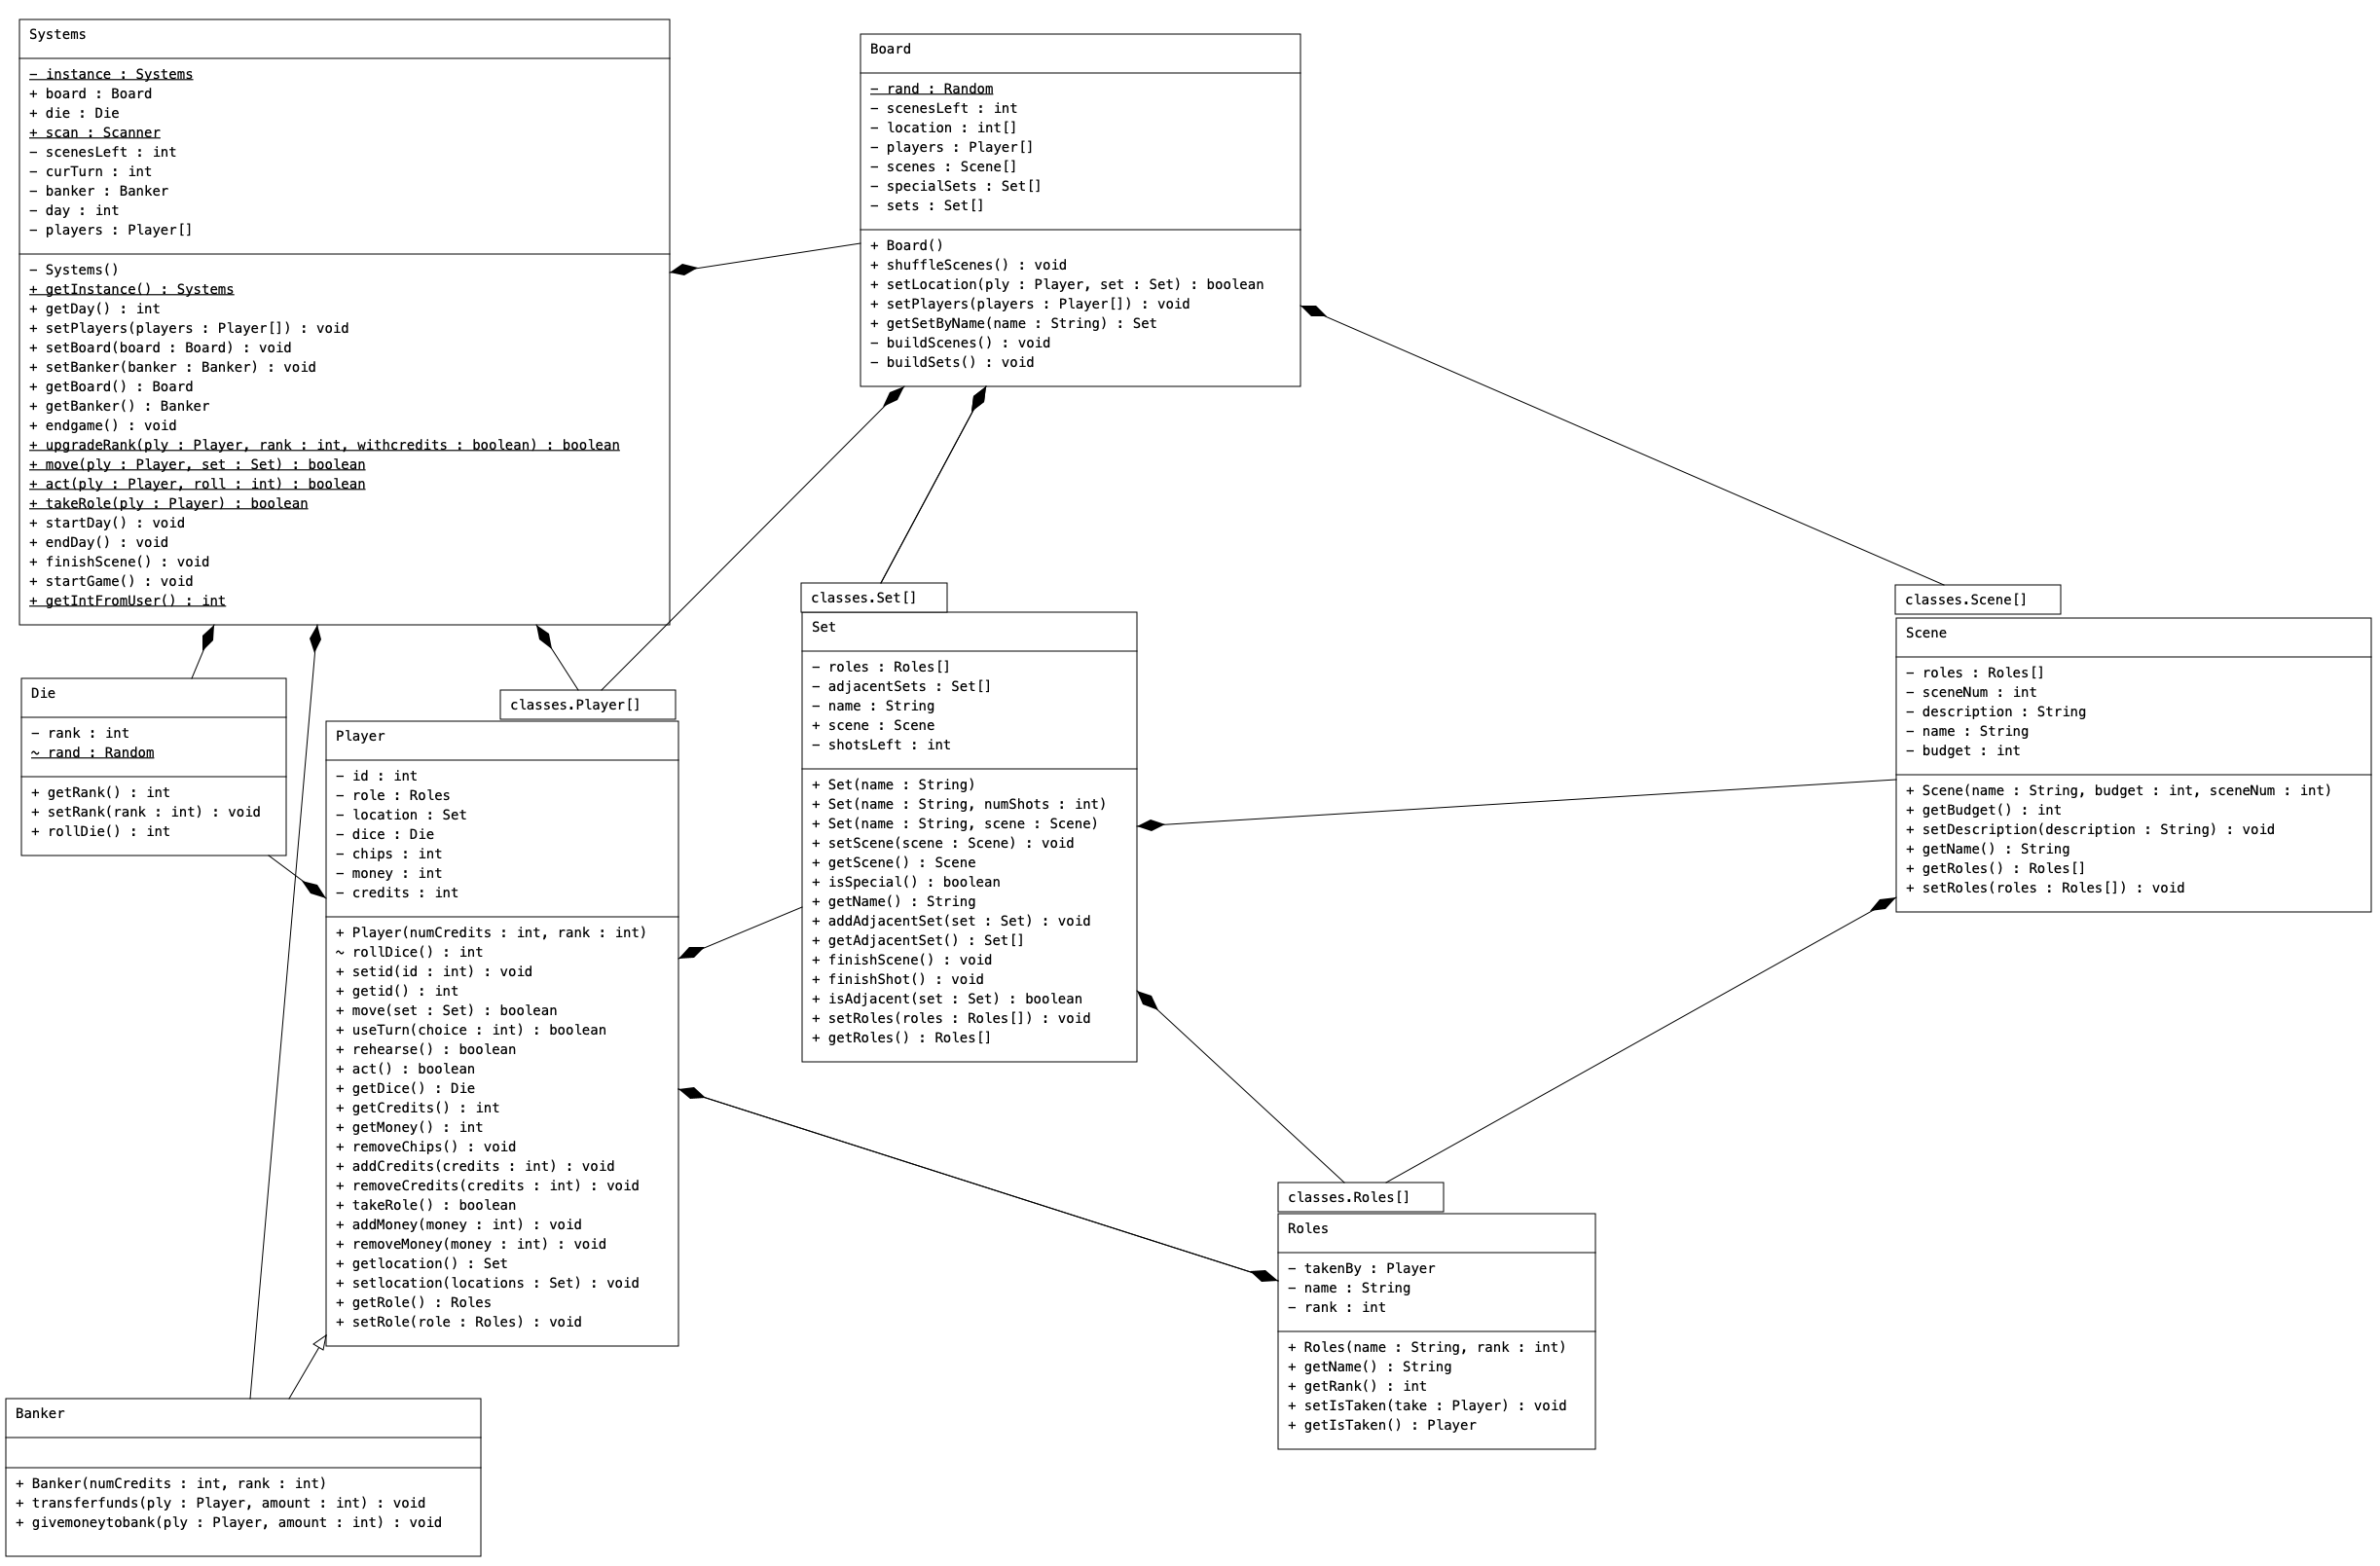 Systems
− instance : Systems
+ board : Board
+ die : Die
+ scan : Scanner
− scenesLeft : int
− curTurn : int
− banker : Banker
− day : int
− players : Player[]
− Systems()
+ getInstance() : Systems
+ getDay() : int
+ setPlayers(players : Player[]) : void
+ setBoard(board : Board) : void
+ setBanker(banker : Banker) : void
+ getBoard() : Board
+ getBanker() : Banker
+ endgame() : void
+ upgradeRank(ply : Player, rank : int, withcredits : boolean) : boolean
+ move(ply : Player, set : Set) : boolean
+ act(ply : Player, roll : int) : boolean
+ takeRole(ply : Player) : boolean
+ startDay() : void
+ endDay() : void
+ finishScene() : void
+ startGame() : void
+ getIntFromUser() : int
Board
− rand : Random
− scenesLeft : int
− location : int[]
− players : Player[]
− scenes : Scene[]
− specialSets : Set[]
− sets : Set[]
+ Board()
+ shuffleScenes() : void
+ setLocation(ply : Player, set : Set) : boolean
+ setPlayers(players : Player[]) : void
+ getSetByName(name : String) : Set
− buildScenes() : void
− buildSets() : void
classes.Set[]
Set
− roles : Roles[]
− adjacentSets : Set[]
− name : String
+ scene : Scene
− shotsLeft : int
+ Set(name : String)
+ Set(name : String, numShots : int)
+ Set(name : String, scene : Scene)
+ setScene(scene : Scene) : void
+ getScene() : Scene
+ isSpecial() : boolean
+ getName() : String
+ addAdjacentSet(set : Set) : void
+ getAdjacentSet() : Set[]
+ finishScene() : void
+ finishShot() : void
+ isAdjacent(set : Set) : boolean
+ setRoles(roles : Roles[]) : void
+ getRoles() : Roles[]
classes.Scene[]
Scene
− roles : Roles[]
− sceneNum : int
− description : String
− name : String
− budget : int
+ Scene(name : String, budget : int, sceneNum : int)
+ getBudget() : int
+ setDescription(description : String) : void
+ getName() : String
+ getRoles() : Roles[]
+ setRoles(roles : Roles[]) : void
Die
− rank : int
~ rand : Random
+ getRank() : int
+ setRank(rank : int) : void
+ rollDie() : int
classes.Player[]
Player
− id : int
− role : Roles
− location : Set
− dice : Die
− chips : int
− money : int
− credits : int
+ Player(numCredits : int, rank : int)
~ rollDice() : int
+ setid(id : int) : void
+ getid() : int
+ move(set : Set) : boolean
+ useTurn(choice : int) : boolean
+ rehearse() : boolean
+ act() : boolean
+ getDice() : Die
+ getCredits() : int
+ getMoney() : int
+ removeChips() : void
+ addCredits(credits : int) : void
+ removeCredits(credits : int) : void
+ takeRole() : boolean
+ addMoney(money : int) : void
+ removeMoney(money : int) : void
+ getlocation() : Set
+ setlocation(locations : Set) : void
+ getRole() : Roles
+ setRole(role : Roles) : void
classes.Roles[]
Roles
− takenBy : Player
− name : String
− rank : int
+ Roles(name : String, rank : int)
+ getName() : String
+ getRank() : int
+ setIsTaken(take : Player) : void
+ getIsTaken() : Player
Banker
+ Banker(numCredits : int, rank : int)
+ transferfunds(ply : Player, amount : int) : void
+ givemoneytobank(ply : Player, amount : int) : void